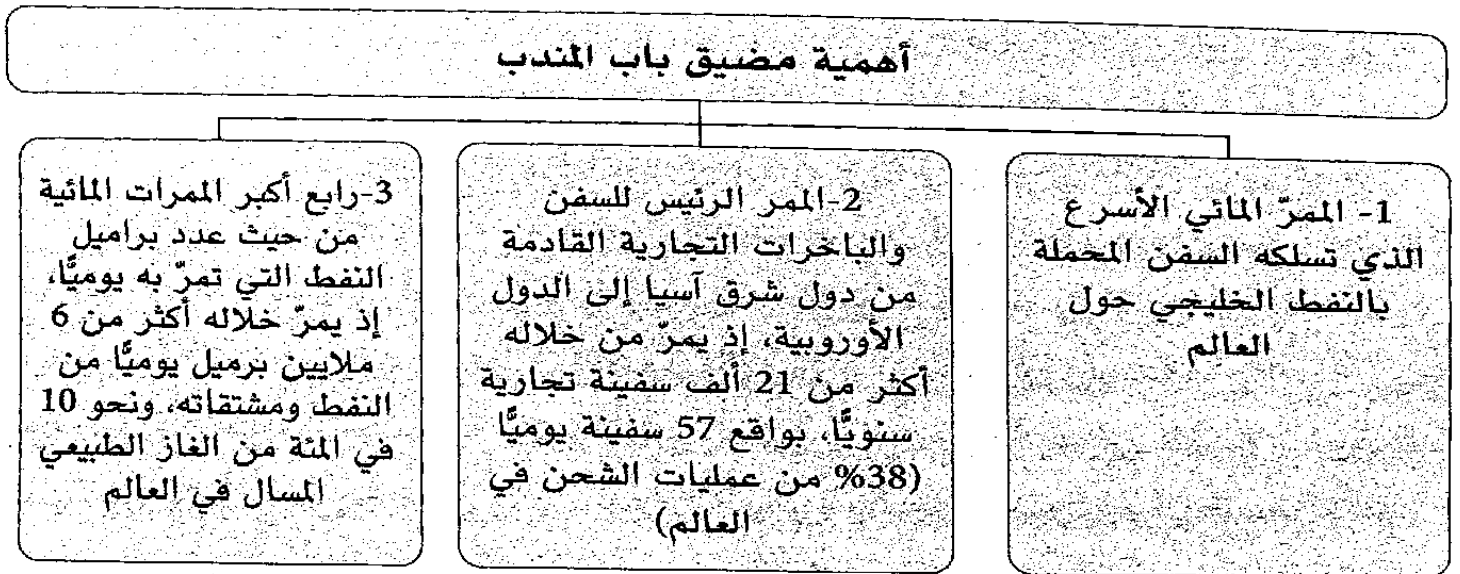 أهمية مضيق باب المندب
1- الممرّ المائي الأسرع
الذي تسلكه السفن المحملة
بالنفط الخليجي حول
العالم
2-الممر الرئيس للسفن
والباخرات التجارية القادمة
من دول شرق آسيا إلى الدول
الأوروبية، إذ يمرّ من خلاله
أكثر من 21 ألف سفينة تجارية
سنويًّا، بواقع 57 سفينة يوميًّا
(38% من عمليات الشحن في
العالم)
3-رابع أكبر الممرات المائية
من حيث عدد براميل
النفط التي تمرّ به يوميًّا،
إذ يمرّ خلاله أكثر من 6
ملايين برميل يوميًّا من
النفط ومشتقاته، ونحو 10
في المئة من الغاز الطبيعي
المسال في العالم